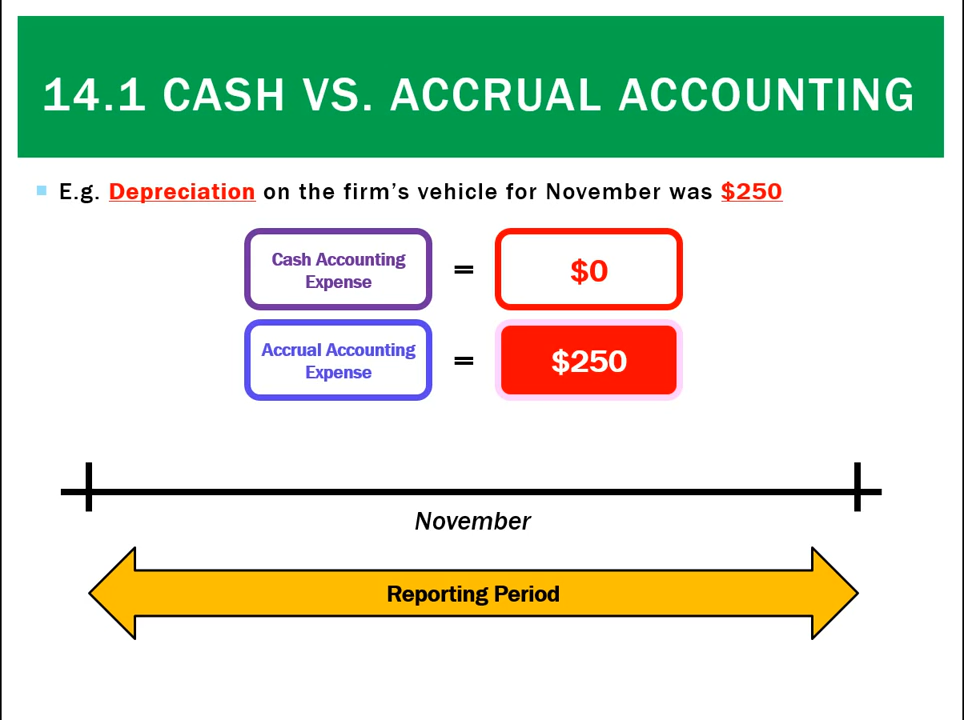 14.1 CASH VS. ACCRUAL ACCOUNTING
E.g. Depreciation on the firm's vehicle for November was $250
Cash Accounting
Expense
=
$0
Accrual Accounting
Expense
=
$250
November
Reporting Period